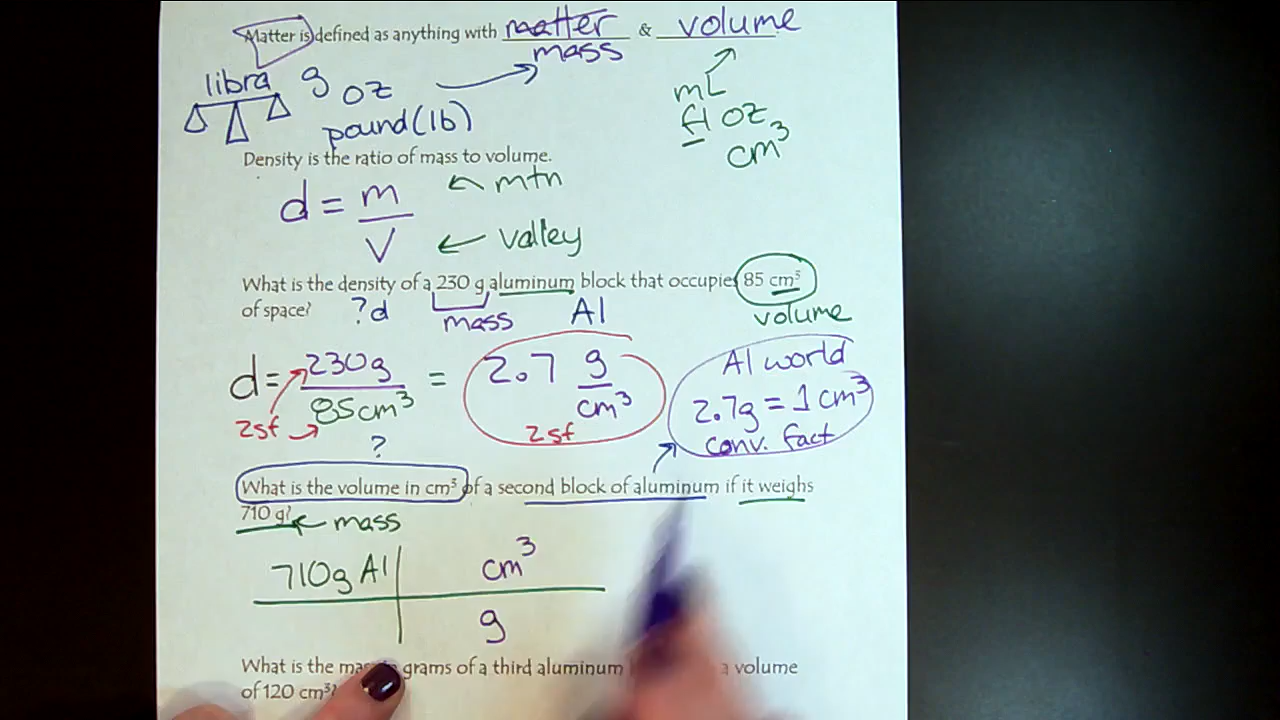 Matter is defined as anything with matter & volume
mass
libra g oz
pound(lb)
mL
fl oz
cm³
Density is the ratio of mass to volume.
d = m ← mtn
V ← valley
What is the density of a 230 g aluminum block that occupies 85 cm³
of space? ?d mass Al volume
d = 230g = 2.7 g
85cm³ cm³
2sf 2sf
Al world
2.7g = 1 cm³
conv. fact
?
What is the volume in cm³ of a second block of aluminum if it weighs
710 g? ← mass
710g Al cm³
g
What is the grams of a third aluminum a volume
of 120 cm³?